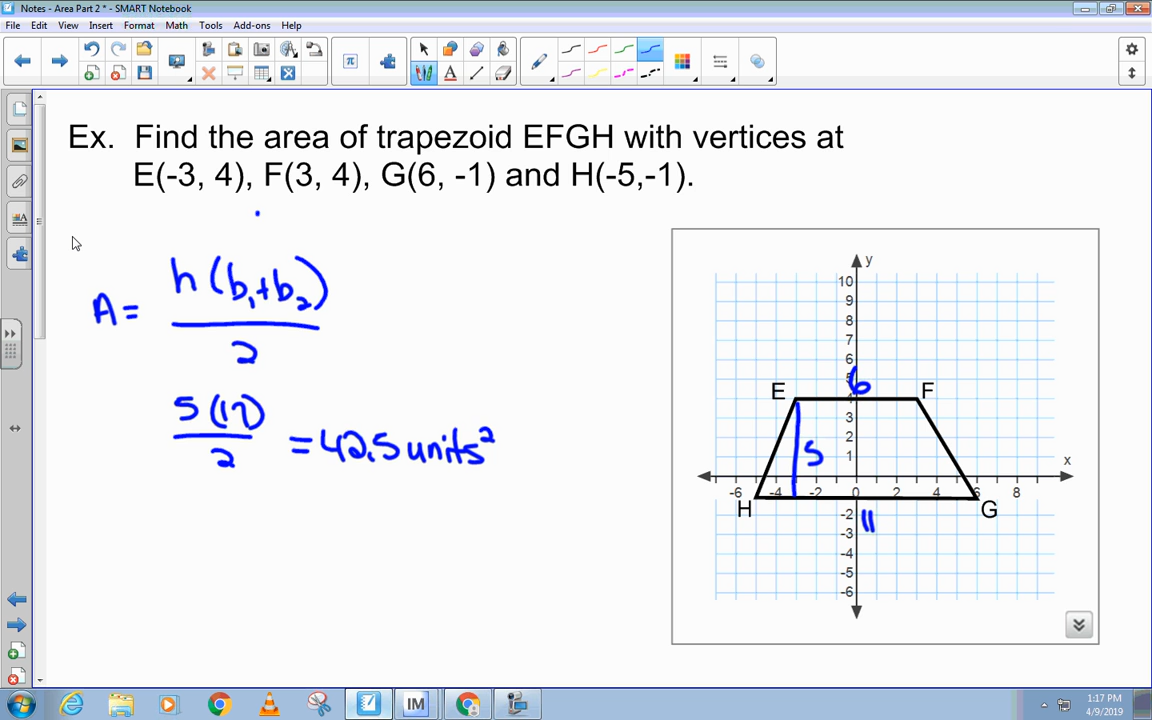 Notes - Area Part 2 * - SMART Notebook
File Edit View Insert Format Math Tools Add-ons Help
Ex. Find the area of trapezoid EFGH with vertices at
E(-3, 4), F(3, 4), G(6, -1) and H(-5,-1).
A = h(b₁+b₂)
2
5(17)
2
= 42.5 units²
y
10
9
8
7
6
5
6
E
F
4
3
2
1
5
x
-6 -4 -2 0 2 4 6 8
H
G
-2
11
-3
-4
-5
-6
IM
1:17 PM
4/9/2019